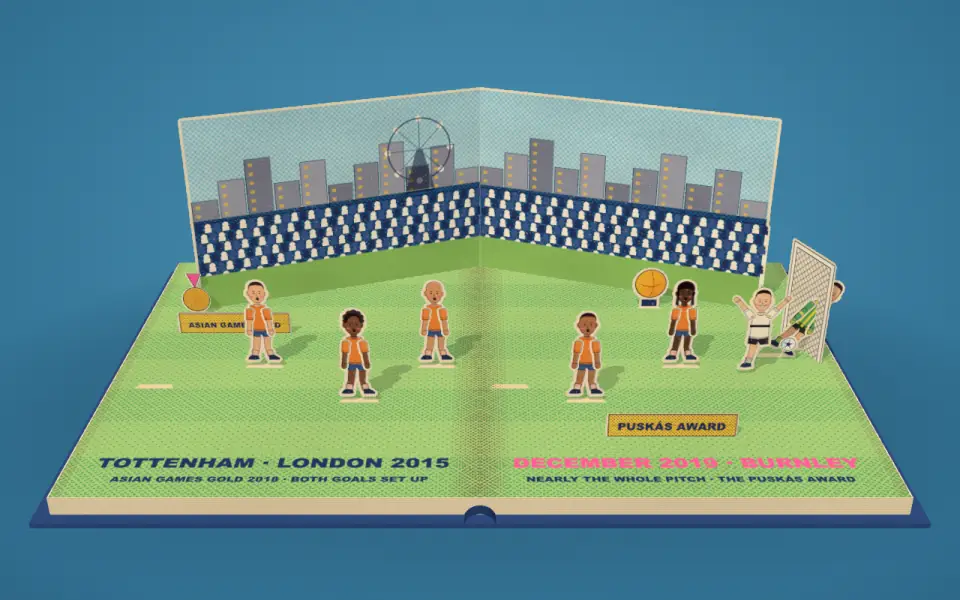 ASIAN GAMES
PUSKÁS AWARD
TOTTENHAM · LONDON 2015
ASIAN GAMES GOLD 2018 · BOTH GOALS SET UP
DECEMBER 2019 · BURNLEY
NEARLY THE WHOLE PITCH · THE PUSKÁS AWARD